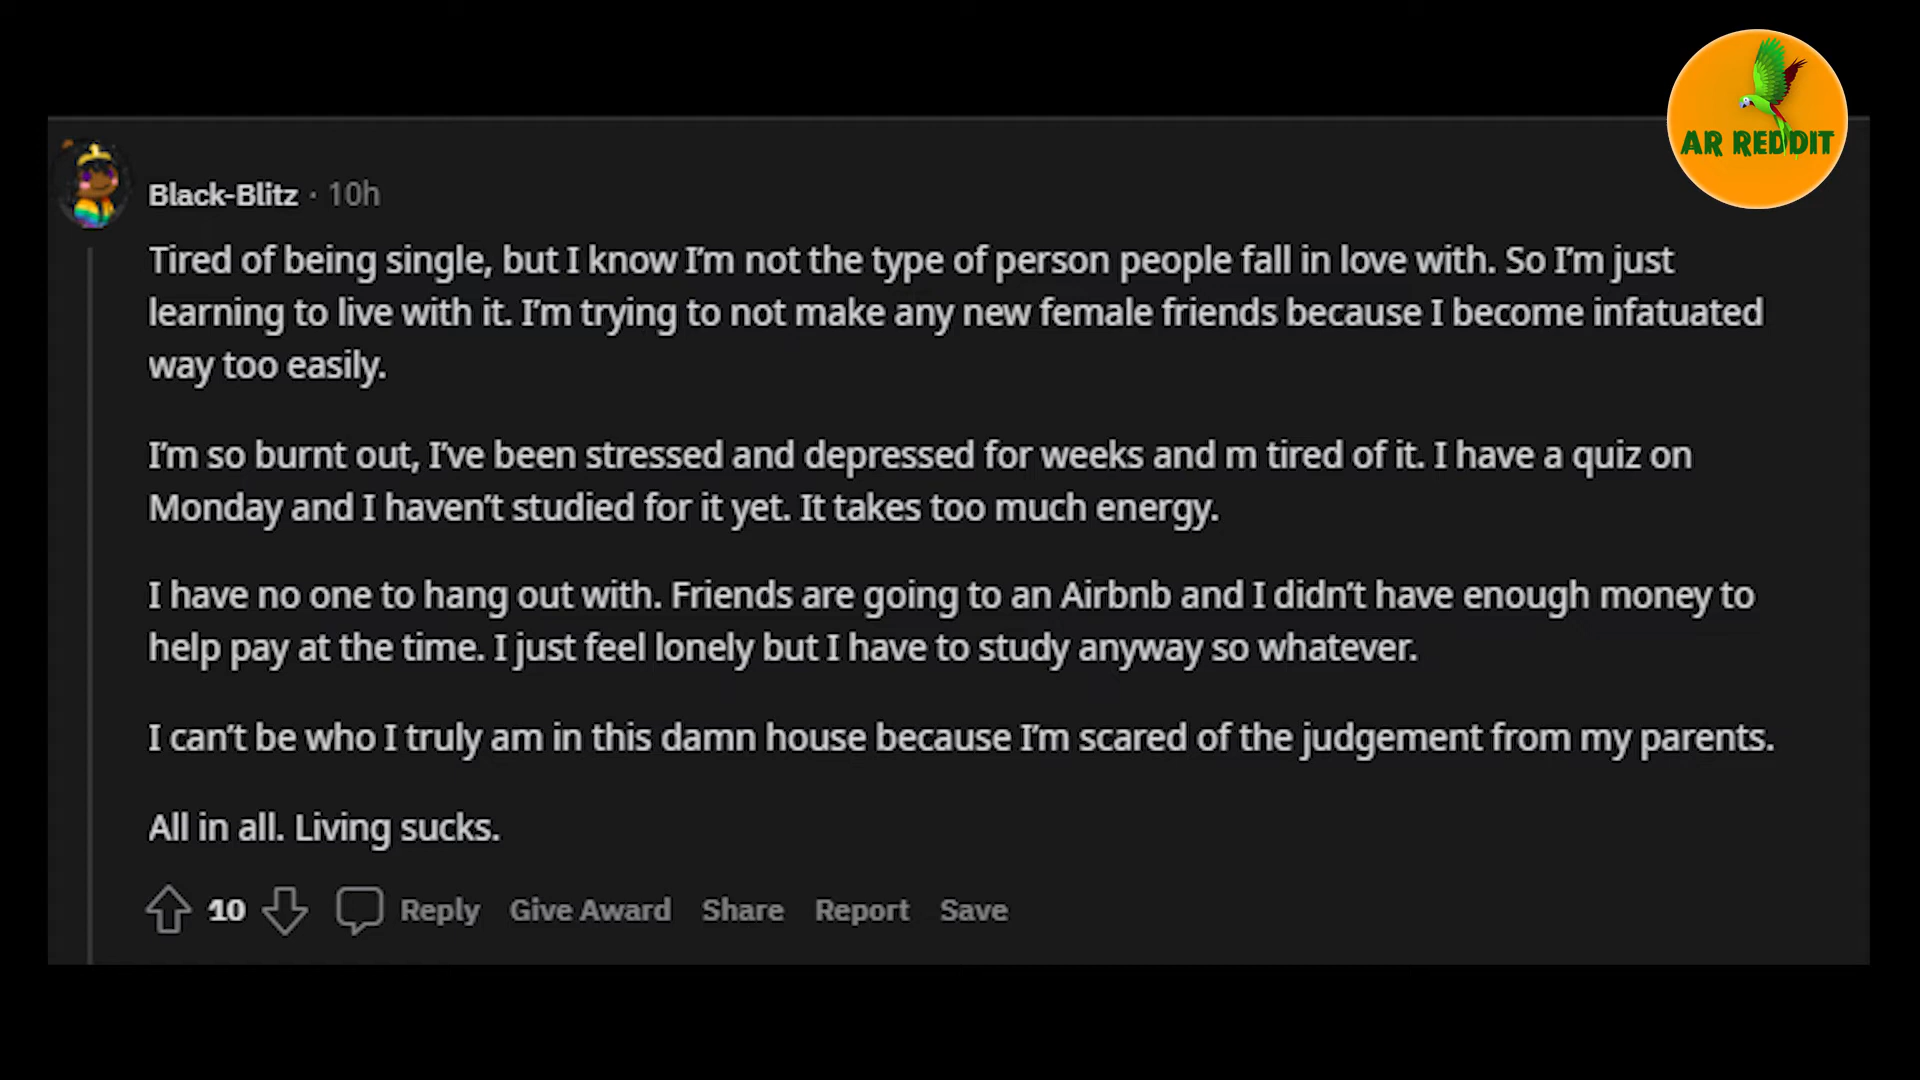 AR REDDIT
Black-Blitz · 10h
Tired of being single, but I know I'm not the type of person people fall in love with. So I'm just
learning to live with it. I'm trying to not make any new female friends because I become infatuated
way too easily.
I'm so burnt out, I've been stressed and depressed for weeks and m tired of it. I have a quiz on
Monday and I haven't studied for it yet. It takes too much energy.
I have no one to hang out with. Friends are going to an Airbnb and I didn't have enough money to
help pay at the time. I just feel lonely but I have to study anyway so whatever.
I can't be who I truly am in this damn house because I'm scared of the judgement from my parents.
All in all. Living sucks.
10 Reply Give Award Share Report Save